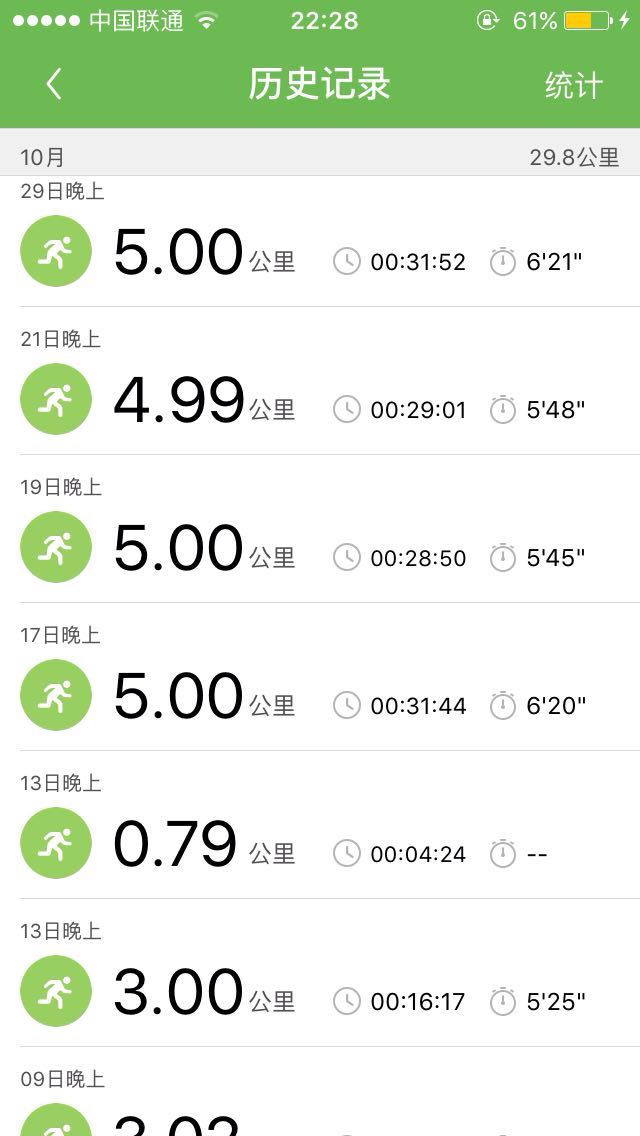 中国联通 22:28 61%
历史记录 统计
10月 29.8公里
29日晚上
5.00公里 00:31:52 6'21"
21日晚上
4.99公里 00:29:01 5'48"
19日晚上
5.00公里 00:28:50 5'45"
17日晚上
5.00公里 00:31:44 6'20"
13日晚上
0.79公里 00:04:24 --
13日晚上
3.00公里 00:16:17 5'25"
09日晚上